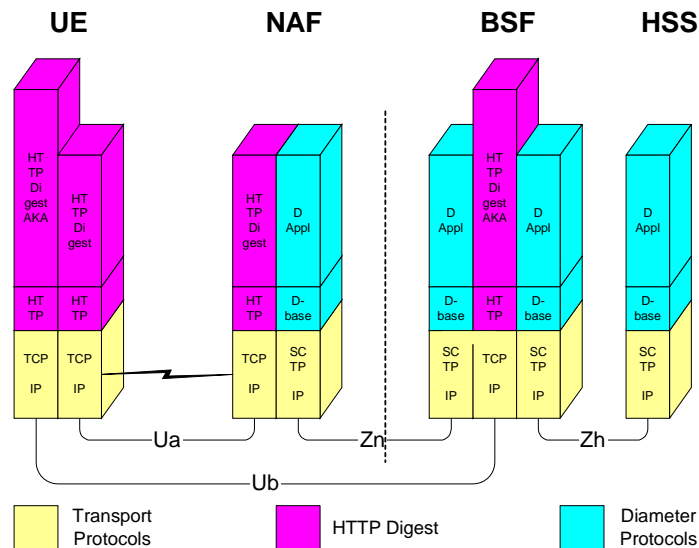 UE
NAF
BSF
HSS
HT
TP
Di
gest
AKA
HT
TP
Di
gest
HT
TP
Di
gest
D
Appl
D
Appl
HT
TP
Di
gest
AKA
D
Appl
D
Appl
HT
TP
HT
TP
HT
TP
D-
base
D-
base
HT
TP
D-
base
D-
base
TCP
IP
TCP
IP
TCP
IP
SC
TP
IP
SC
TP
IP
TCP
IP
SC
TP
IP
SC
TP
IP
Ua
Zn
Zh
Ub
Transport
Protocols
HTTP Digest
Diameter
Protocols